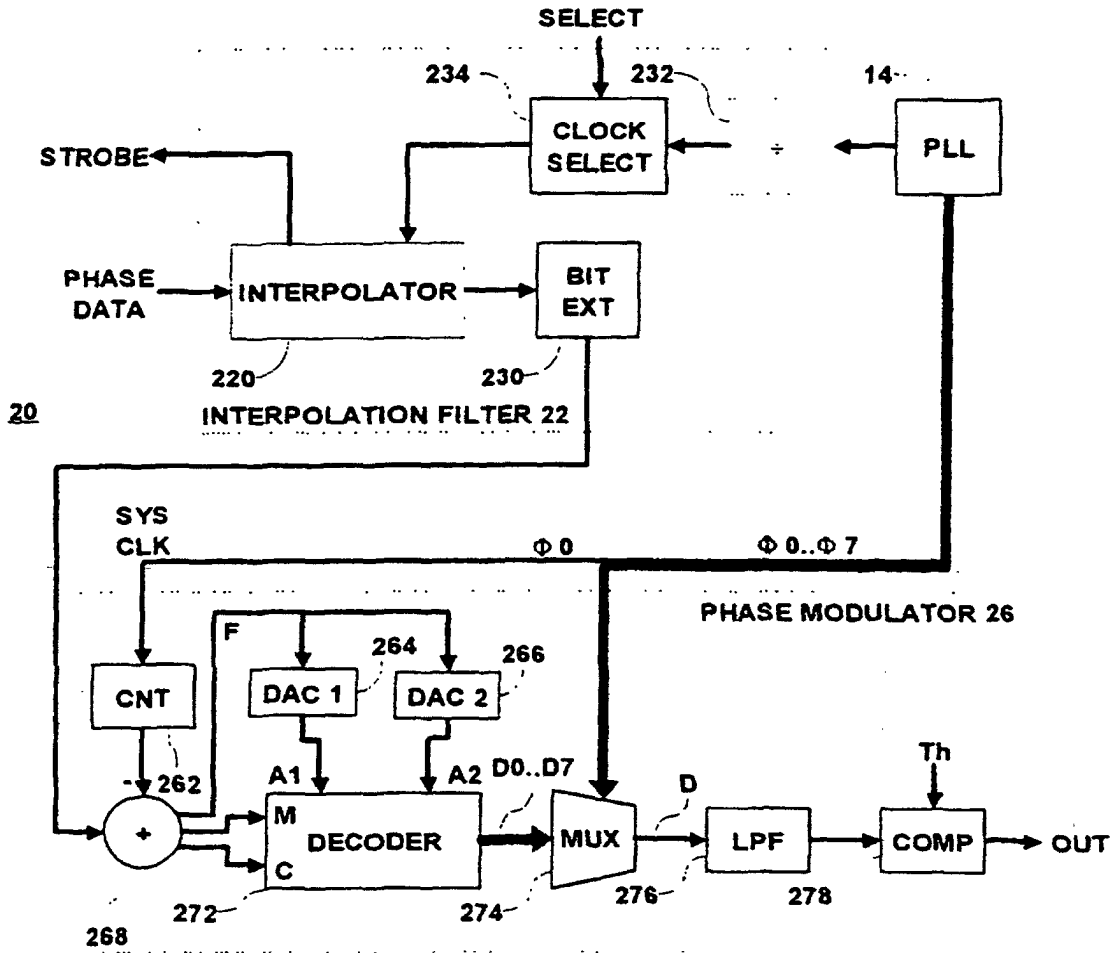 SELECT
234
232
14
CLOCK
SELECT
÷
PLL
STROBE
PHASE
DATA
INTERPOLATOR
BIT
EXT
220
230
20
INTERPOLATION FILTER 22
SYS
CLK
Φ 0
Φ 0..Φ 7
PHASE MODULATOR 26
F
264
266
CNT
DAC 1
DAC 2
-
262
A1
A2
D0..D7
D
Th
+
M
C
DECODER
MUX
LPF
COMP
OUT
272
274
276
278
268